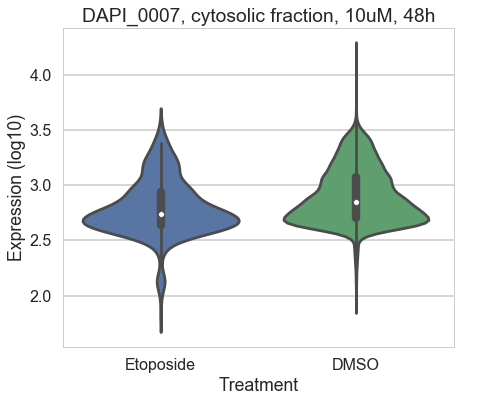 DAPI_0007, cytosolic fraction, 10uM, 48h
Expression (log10)
4.0
3.5
3.0
2.5
2.0
Etoposide DMSO
Treatment